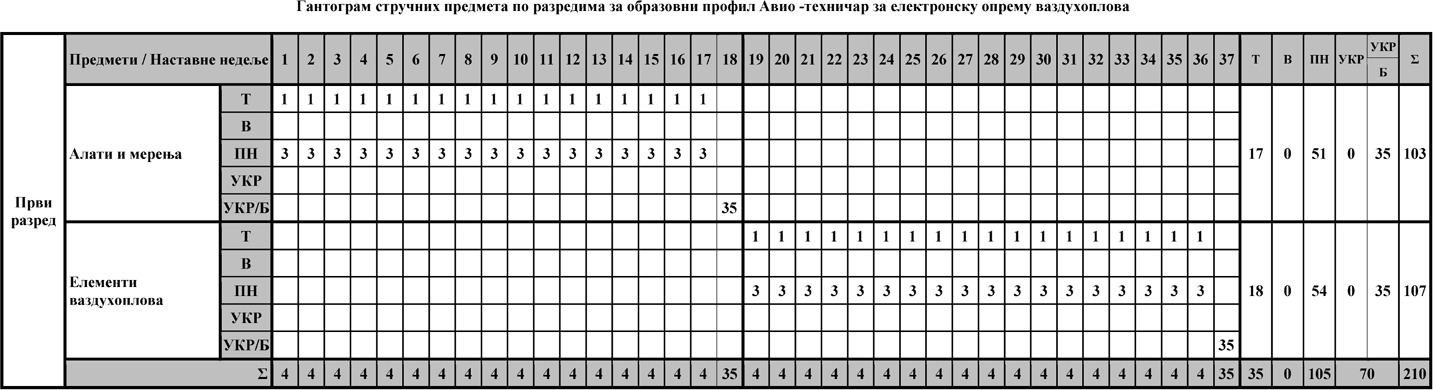 Гантограм стручних предмета по разредима за образовни профил Авио -техничар за електронску опрему ваздухоплова
Предмети / Наставне недеље 1 2 3 4 5 6 7 8 9 10 11 12 13 14 15 16 17 18 19 20 21 22 23 24 25 26 27 28 29 30 31 32 33 34 35 36 37 Т В ПН УКР УКР Б Σ
Први разред
Алати и мерења
Т 1 1 1 1 1 1 1 1 1 1 1 1 1 1 1 1 1
В
ПН 3 3 3 3 3 3 3 3 3 3 3 3 3 3 3 3 3
УКР
УКР/Б 35
17 0 51 0 35 103
Елементи
ваздухоплова
Т 1 1 1 1 1 1 1 1 1 1 1 1 1 1 1 1 1 1
В
ПН 3 3 3 3 3 3 3 3 3 3 3 3 3 3 3 3 3 3
УКР
УКР/Б 35
18 0 54 0 35 107
Σ 4 4 4 4 4 4 4 4 4 4 4 4 4 4 4 4 4 35 4 4 4 4 4 4 4 4 4 4 4 4 4 4 4 4 4 4 35 35 0 105 70 210